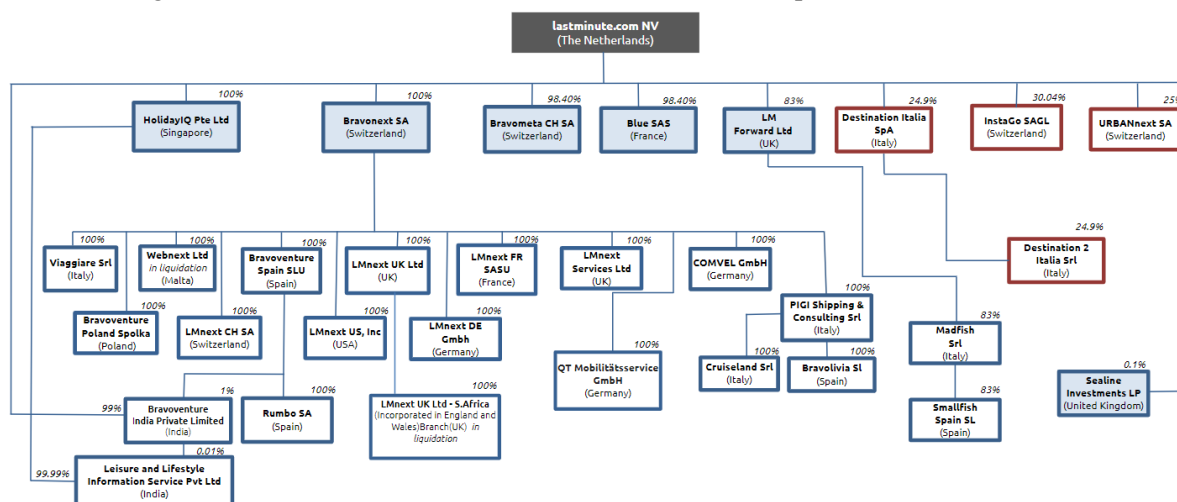 lastminute.com NV
(The Netherlands)
100%
HolidayIQ Pte Ltd
(Singapore)
100%
Bravonext SA
(Switzerland)
98.40%
Bravometa CH SA
(Switzerland)
98.40%
Blue SAS
(France)
83%
LM
Forward Ltd
(UK)
24.9%
Destination Italia
SpA
(Italy)
30.04%
InstaGo SAGL
(Switzerland)
25%
URBANnext SA
(Switzerland)
24.9%
Destination 2
Italia Srl
(Italy)
100%
Viaggiare Srl
(Italy)
100%
Webnext Ltd
in liquidation
(Malta)
100%
Bravoventure
Spain SLU
(Spain)
100%
LMnext UK Ltd
(UK)
100%
LMnext FR
SASU
(France)
100%
LMnext
Services Ltd
(UK)
100%
COMVEL GmbH
(Germany)
100%
PIGI Shipping &
Consulting Srl
(Italy)
100%
Bravoventure
Poland Spolka
(Poland)
100%
LMnext CH SA
(Switzerland)
100%
LMnext US, Inc
(USA)
100%
LMnext DE
Gmbh
(Germany)
83%
Madfish
Srl
(Italy)
100%
QT Mobilitätsservice
GmbH
(Germany)
100%
Cruiseland Srl
(Italy)
100%
Bravolivia Sl
(Spain)
0.1%
Sealine
Investments LP
(United Kingdom)
99%
1%
Bravoventure
India Private Limited
(India)
100%
Rumbo SA
(Spain)
100%
LMnext UK Ltd - S.Africa
(Incorporated in England and
Wales)Branch(UK) in
liquidation
83%
Smallfish
Spain SL
(Spain)
99.99%
0.01%
Leisure and Lifestyle
Information Service Pvt Ltd
(India)